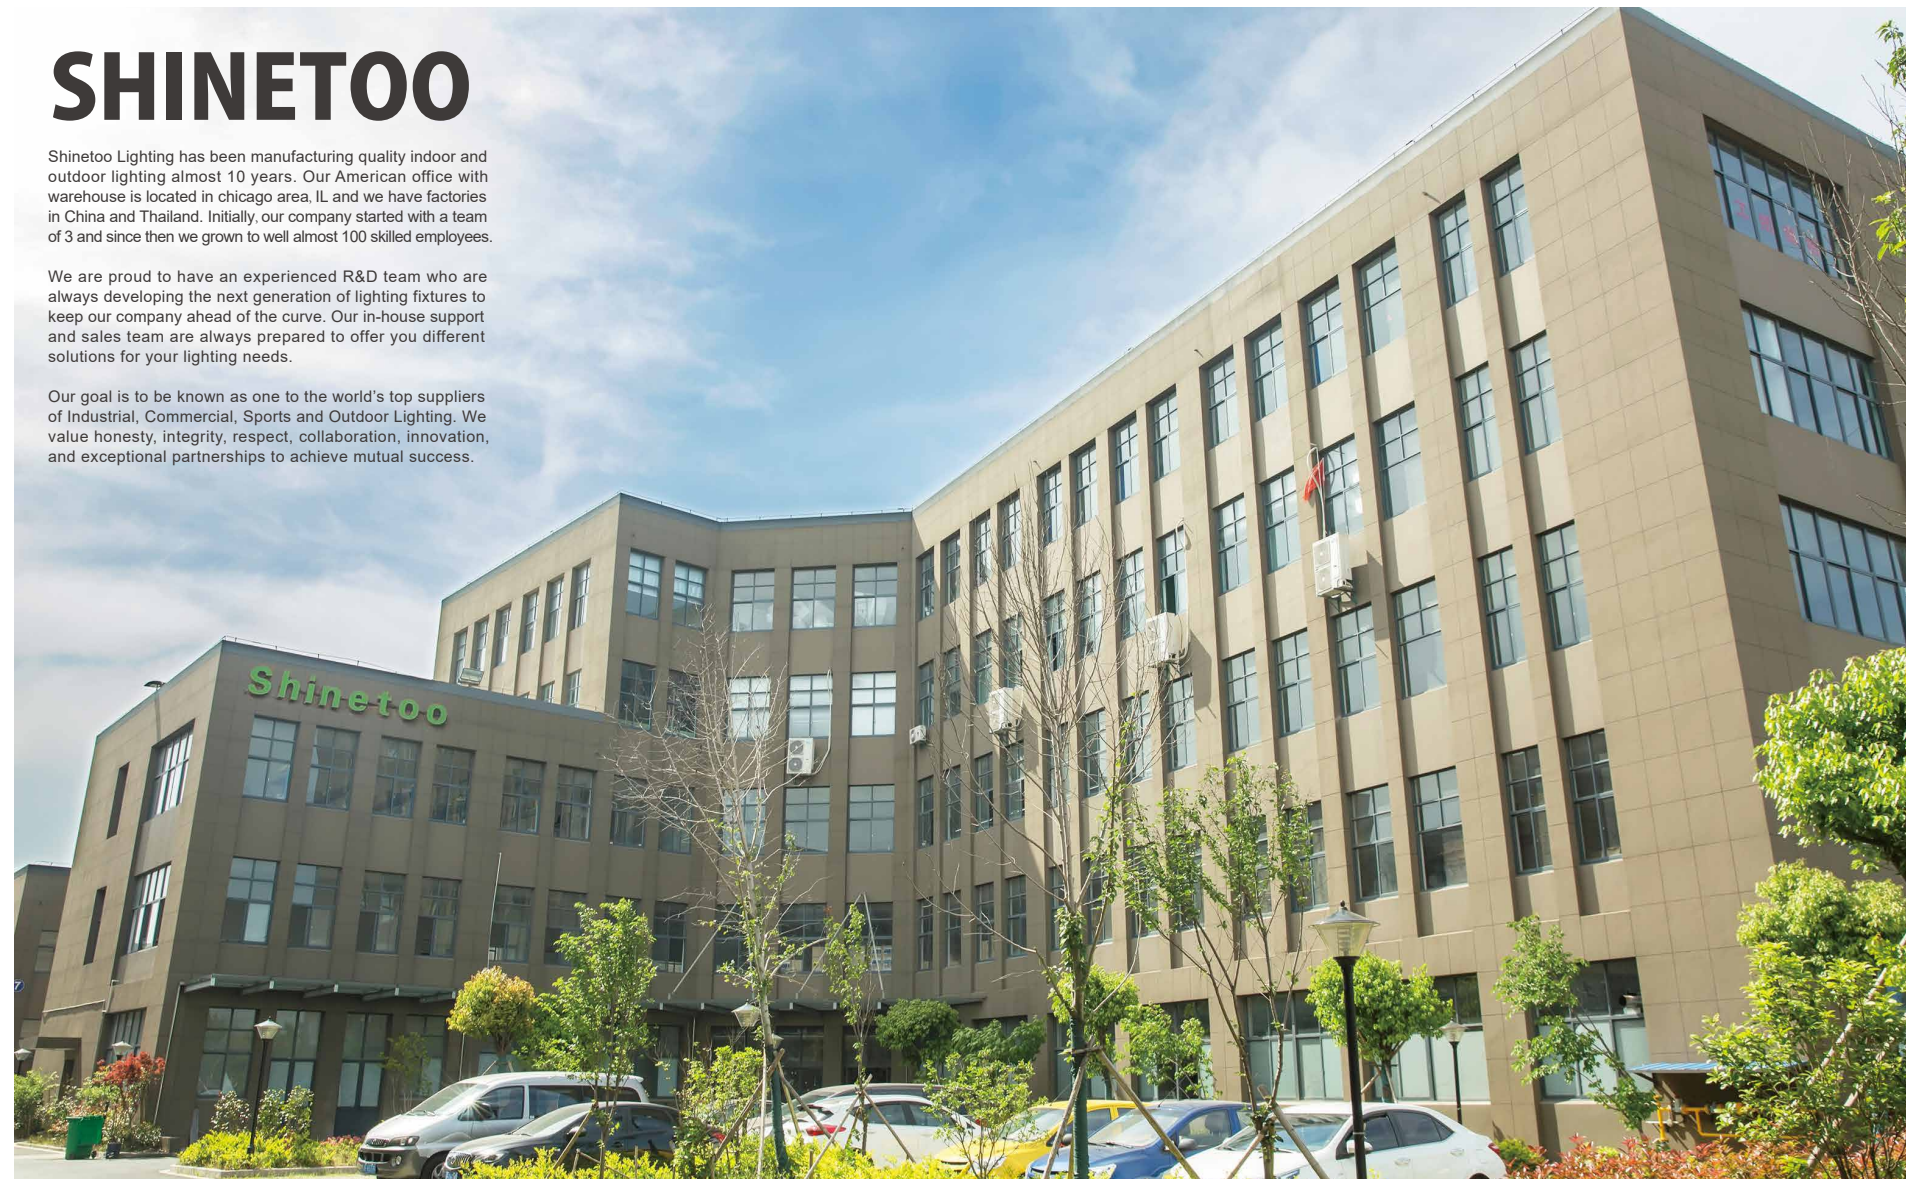 SHINETOO
Shinetoo Lighting has been manufacturing quality indoor and
outdoor lighting almost 10 years. Our American office with
warehouse is located in chicago area, IL and we have factories
in China and Thailand. Initially, our company started with a team
of 3 and since then we grown to well almost 100 skilled employees.
We are proud to have an experienced R&D team who are
always developing the next generation of lighting fixtures to
keep our company ahead of the curve. Our in-house support
and sales team are always prepared to offer you different
solutions for your lighting needs.
Our goal is to be known as one to the world's top suppliers
of Industrial, Commercial, Sports and Outdoor Lighting. We
value honesty, integrity, respect, collaboration, innovation,
and exceptional partnerships to achieve mutual success.
Shinetoo
7